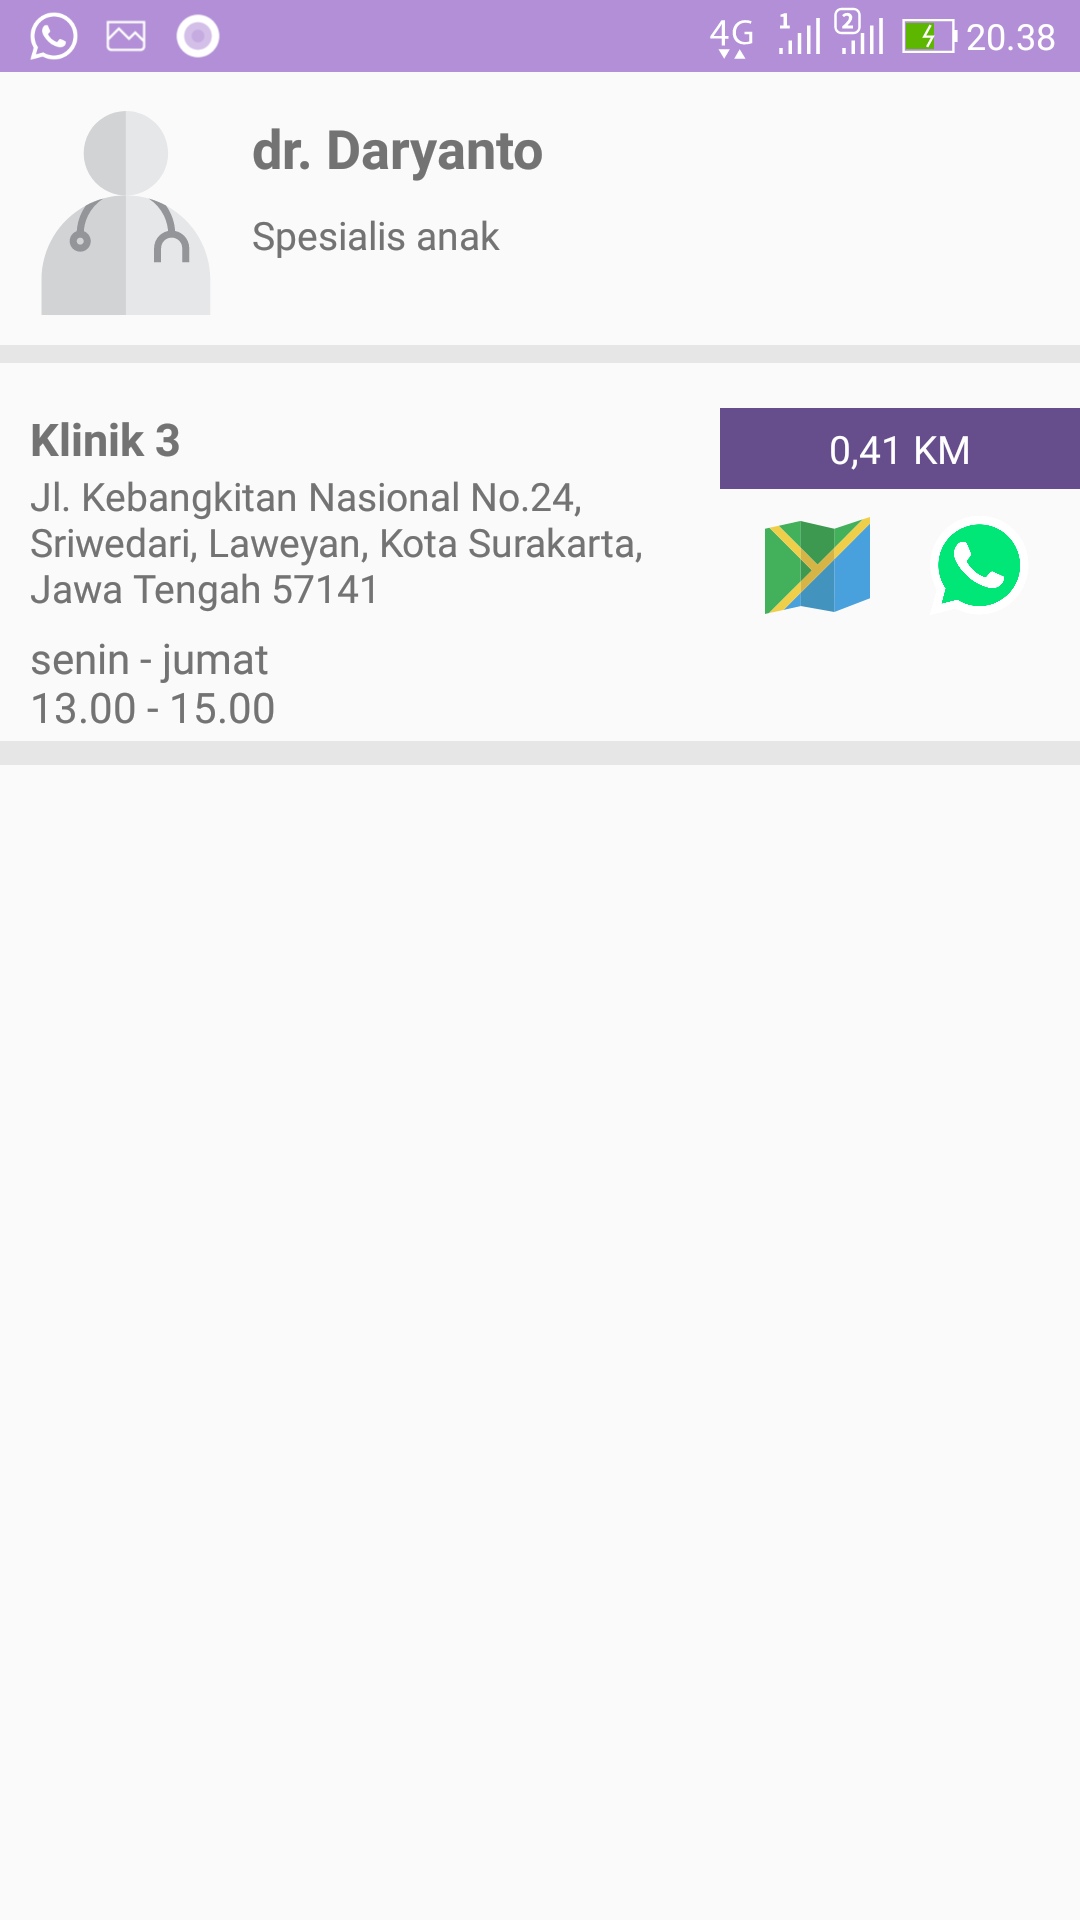 4G 1 2 20.38
dr. Daryanto
Spesialis anak
Klinik 3
0,41 KM
Jl. Kebangkitan Nasional No.24,
Sriwedari, Laweyan, Kota Surakarta,
Jawa Tengah 57141
senin - jumat
13.00 - 15.00